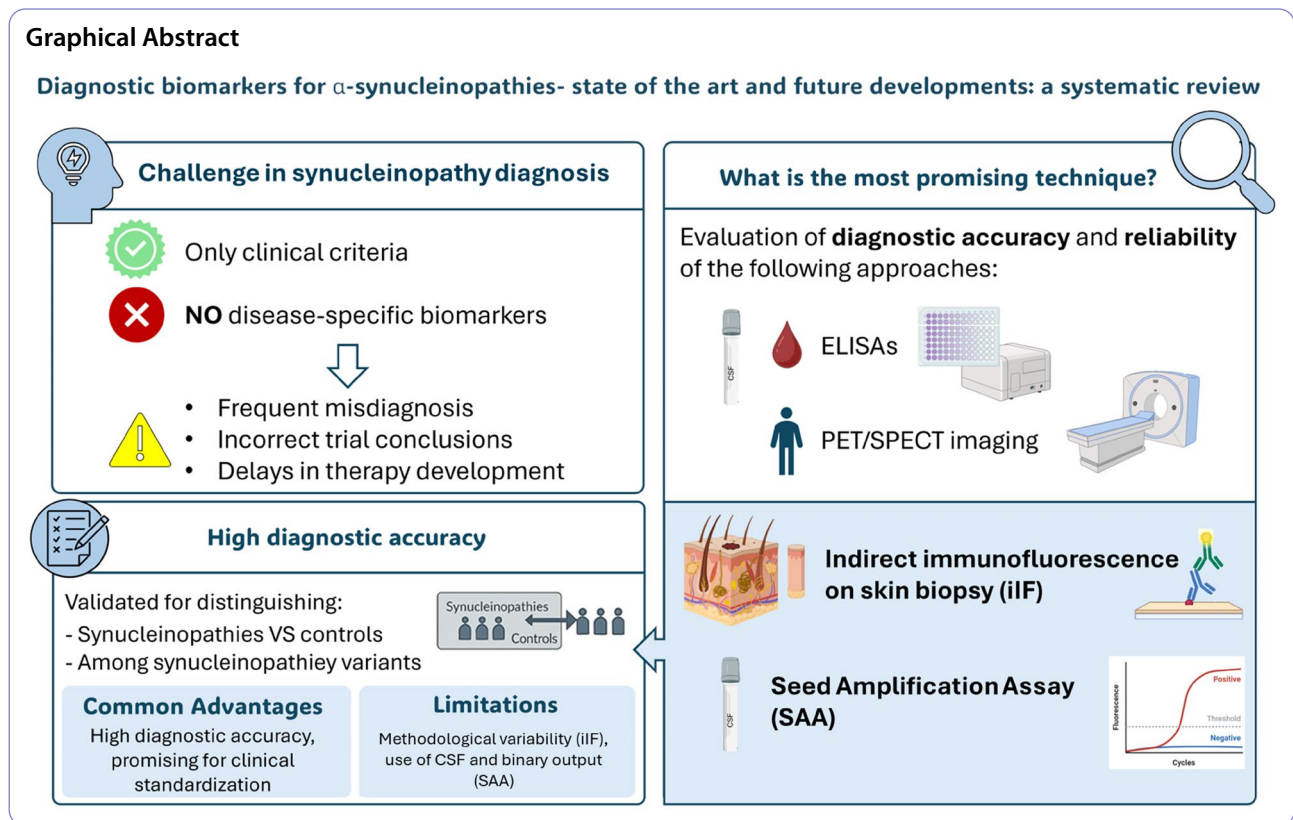 Graphical Abstract
Diagnostic biomarkers for α-synucleinopathies- state of the art and future developments: a systematic review
Challenge in synucleinopathy diagnosis
Only clinical criteria
NO disease-specific biomarkers
• Frequent misdiagnosis
• Incorrect trial conclusions
• Delays in therapy development
What is the most promising technique?
Evaluation of diagnostic accuracy and reliability
of the following approaches:
CSF
ELISAs
PET/SPECT imaging
Indirect immunofluorescence
on skin biopsy (iIF)
CSF
Seed Amplification Assay
(SAA)
Fluorescence
Positive
Threshold
Negative
Cycles
High diagnostic accuracy
Validated for distinguishing:
- Synucleinopathies VS controls
- Among synucleinopathiey variants
Synucleinopathies
Controls
Common Advantages
High diagnostic accuracy,
promising for clinical
standardization
Limitations
Methodological variability (iIF),
use of CSF and binary output
(SAA)